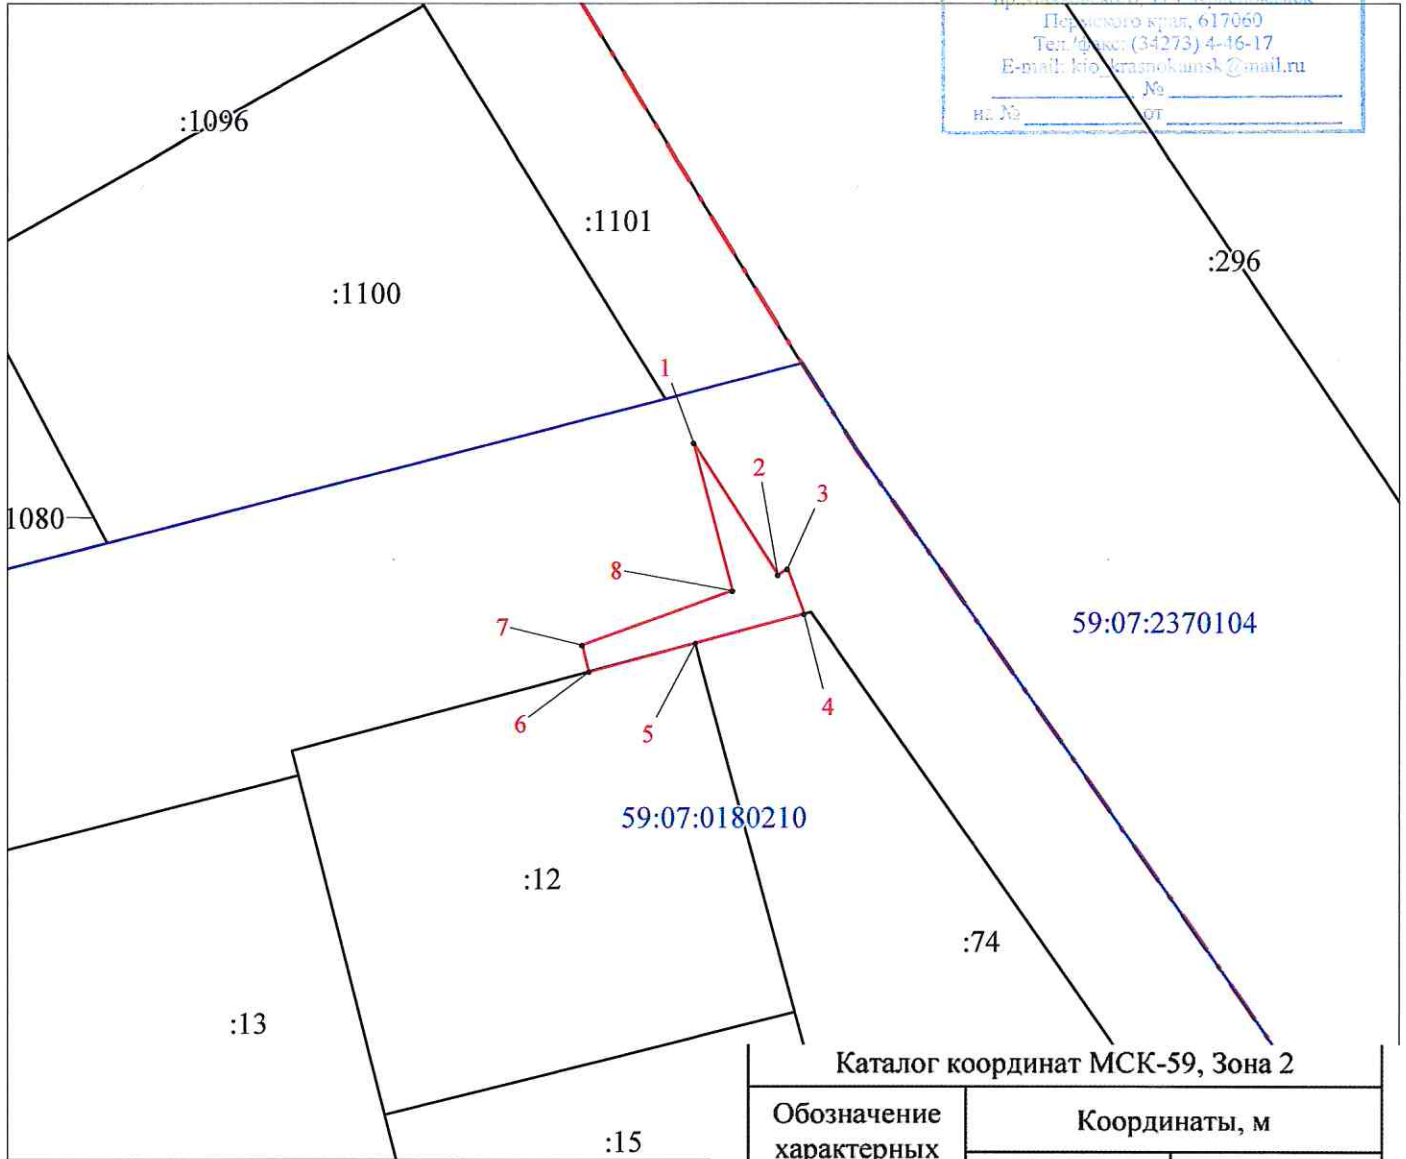 Пермского края, 617060
Тел./факс: (34273) 4-46-17
E-mail: kio_krasnokamsk@mail.ru
№
на № от
:1096
:1101
:296
:1100
1
2
3
1080
8
59:07:2370104
7
4
6
5
59:07:0180210
:12
:74
:13
Каталог координат МСК-59, Зона 2
Обозначение
характерных
Координаты, м
:15